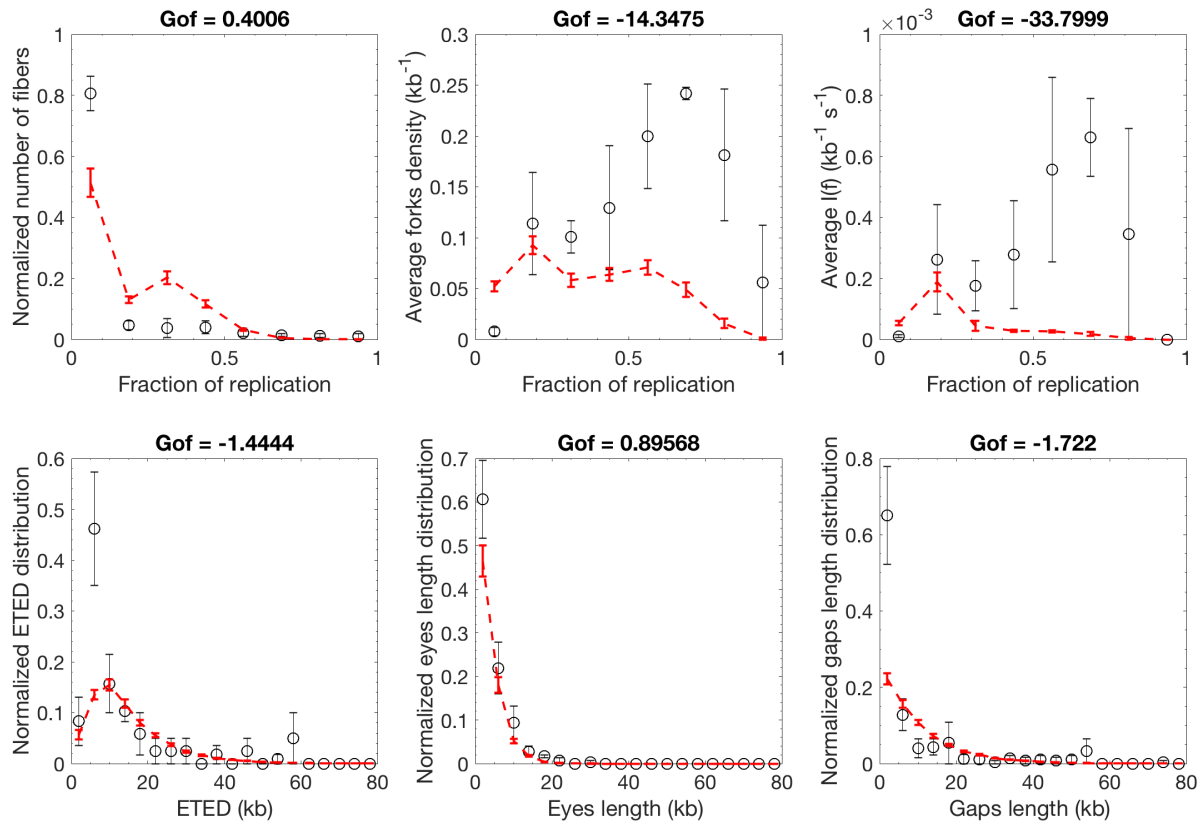 Gof = 0.4006
Normalized number of fibers
1
0.8
0.6
0.4
0.2
0
0 0.5 1
Fraction of replication
Gof = -14.3475
Average forks density (kb-1)
0.3
0.25
0.2
0.15
0.1
0.05
0
0 0.5 1
Fraction of replication
Gof = -33.7999
×10-3
Average I(f) (kb-1 s-1)
1
0.8
0.6
0.4
0.2
0
0 0.5 1
Fraction of replication
Gof = -1.4444
Normalized ETED distribution
0.6
0.5
0.4
0.3
0.2
0.1
0
0 20 40 60 80
ETED (kb)
Gof = 0.89568
Normalized eyes length distribution
0.7
0.6
0.5
0.4
0.3
0.2
0.1
0
0 20 40 60 80
Eyes length (kb)
Gof = -1.722
Normalized gaps length distribution
0.8
0.6
0.4
0.2
0
0 20 40 60 80
Gaps length (kb)